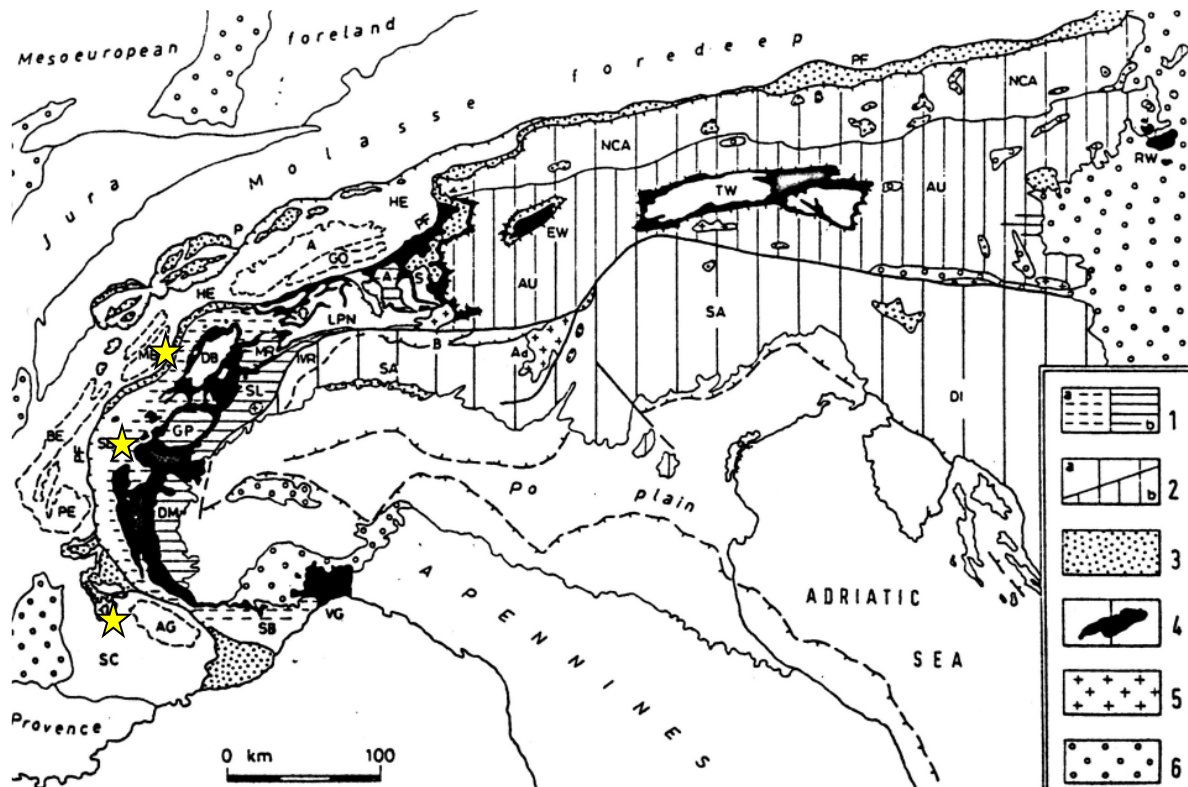 Mesoeuropean foreland
foredeep
Molasse
Jura
PF
B
NCA
NCA
RW
HE
PF
TW
AU
A
EW
GO
P
A
S
AU
HE
LPN
SA
B
DB
MR
IVR
SA
Ad
SL
DI
GP
BE
PF
Po plain
PE
DM
ADRIATIC
SEA
APENNINES
AG
SB
VG
SC
Provence
0 km 100
a
b
1
a
b
2
3
4
5
6